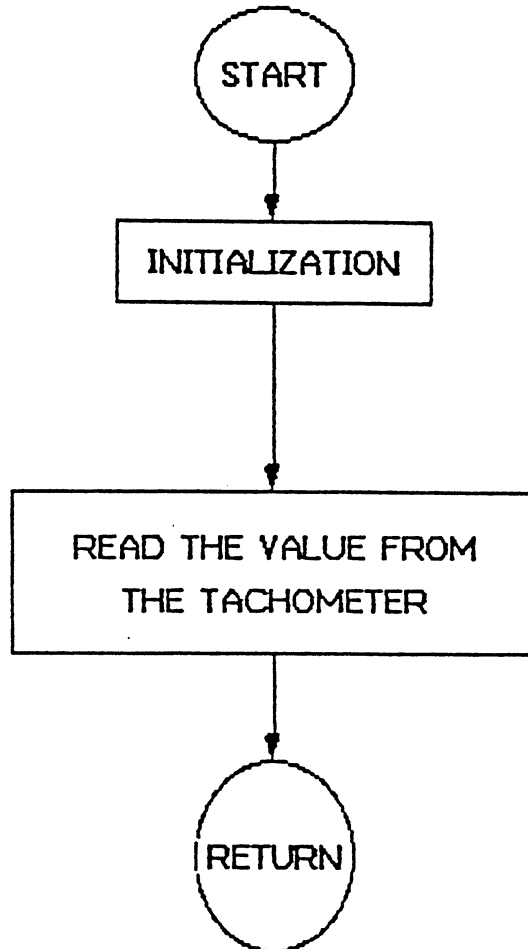 START
INITIALIZATION
READ THE VALUE FROM
THE TACHOMETER
RETURN